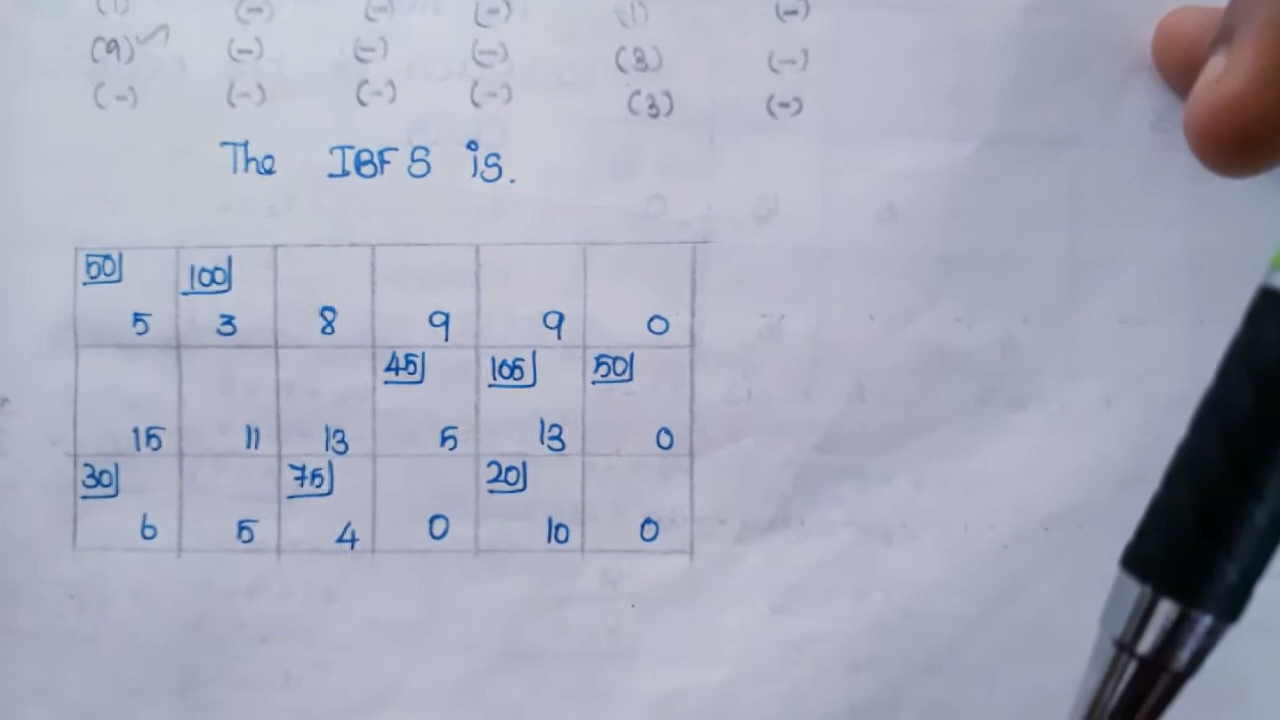 (1) (-) (-) (-) (1) (-)
(9) (-) (-) (-) (3) (-)
(-) (-) (-) (-) (3) (-)
The IBFS is.
50 100
5 3 8 9 9 0
45 105 50
15 11 13 5 13 0
30 75 20
6 5 4 0 10 0